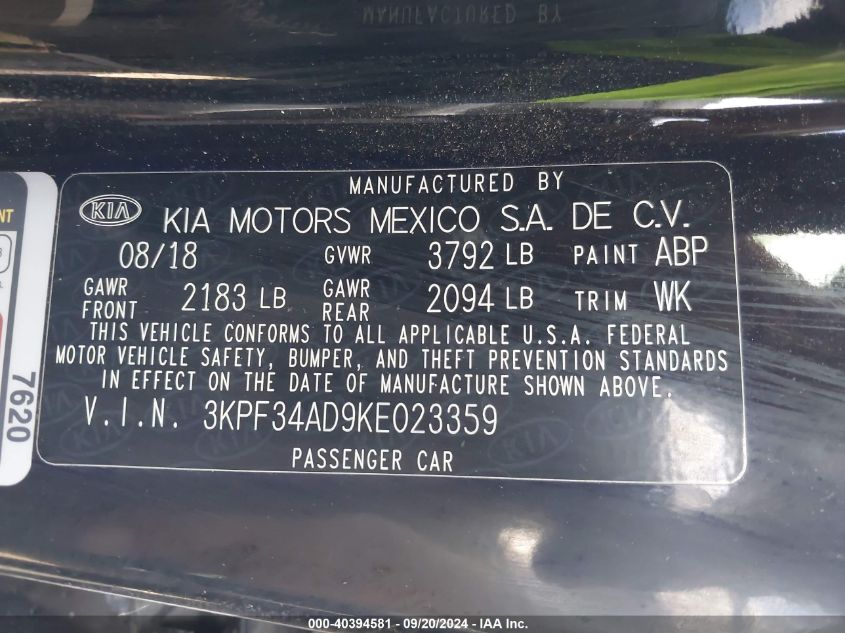 MANUFACTURED BY
KIA KIA MOTORS MEXICO S.A. DE C.V.
08/18 GVWR 3792 LB PAINT ABP
GAWR FRONT 2183 LB GAWR REAR 2094 LB TRIM WK
THIS VEHICLE CONFORMS TO ALL APPLICABLE U.S.A. FEDERAL
MOTOR VEHICLE SAFETY, BUMPER, AND THEFT PREVENTION STANDARDS
IN EFFECT ON THE DATE OF MANUFACTURE SHOWN ABOVE.
V.I.N. 3KPF34AD9KE023359
PASSENGER CAR
7620
000-40394581 - 09/20/2024 - IAA Inc.